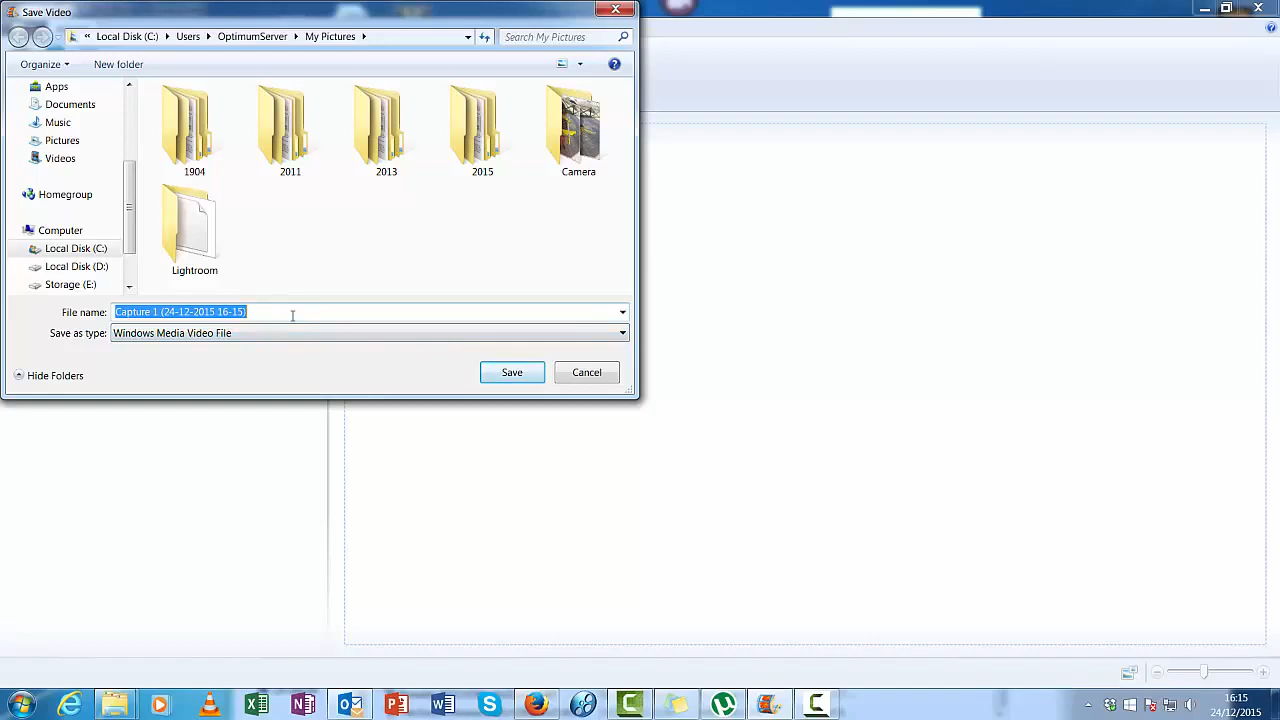 Save Video
« Local Disk (C:) Users OptimumServer My Pictures
Search My Pictures
Organize
New folder
Apps
Documents
Music
Pictures
Videos
Homegroup
Computer
Local Disk (C:)
Local Disk (D:)
Storage (E:)
1904
2011
2013
2015
Camera
Lightroom
File name: Capture 1 (24-12-2015 16-15)
Save as type: Windows Media Video File
Hide Folders
Save
Cancel
16:15
24/12/2015